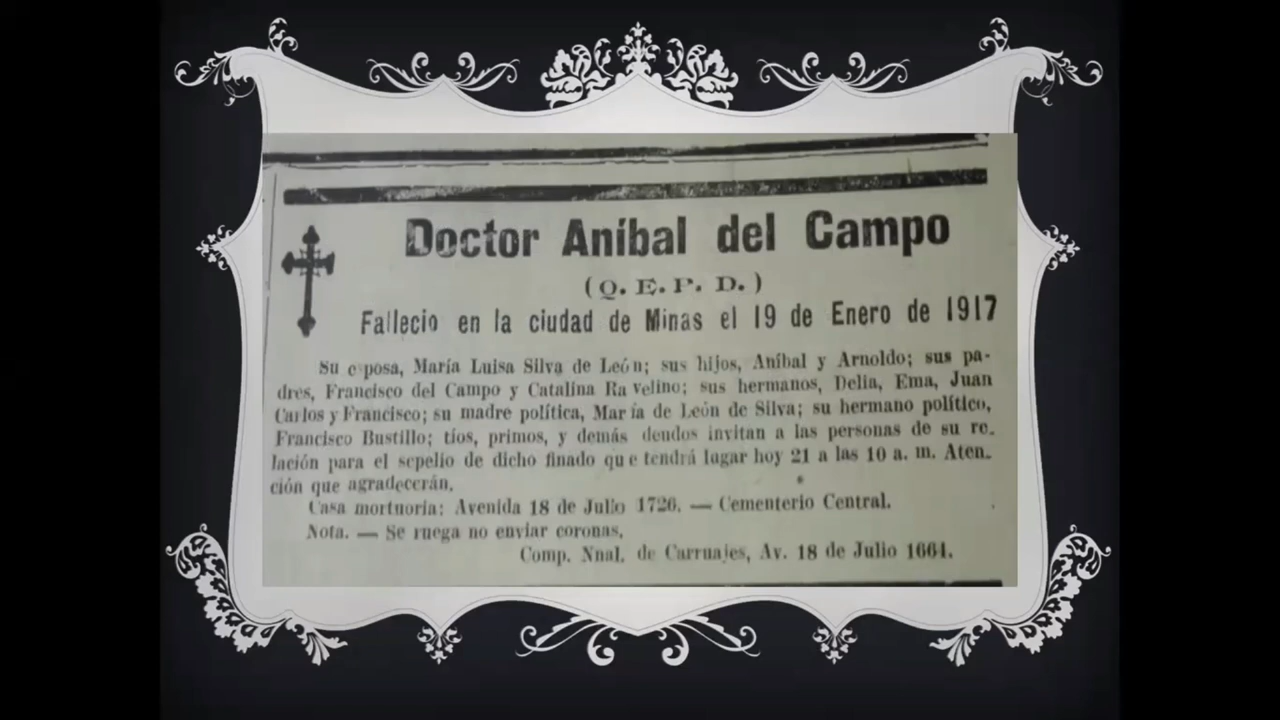 Doctor Aníbal del Campo
(Q. E. P. D.)
Fallecio en la ciudad de Minas el 19 de Enero de 1917
Su esposa, María Luisa Silva de León; sus hijos, Aníbal y Arnoldo; sus pa-
dres, Francisco del Campo y Catalina Ravelino; sus hermanos, Delia, Ema, Juan
Carlos y Francisco; su madre política, María de León de Silva; su hermano político,
Francisco Bustillo; tíos, primos, y demás deudos invitan a las personas de su re-
lación para el sepelio de dicho finado que tendrá lugar hoy 21 a las 10 a. m. Aten-
ción que agradecerán.
Casa mortuoria: Avenida 18 de Julio 1726. — Cementerio Central.
Nota. — Se ruega no enviar coronas.
Comp. Nnal. de Carruajes, Av. 18 de Julio 1664.